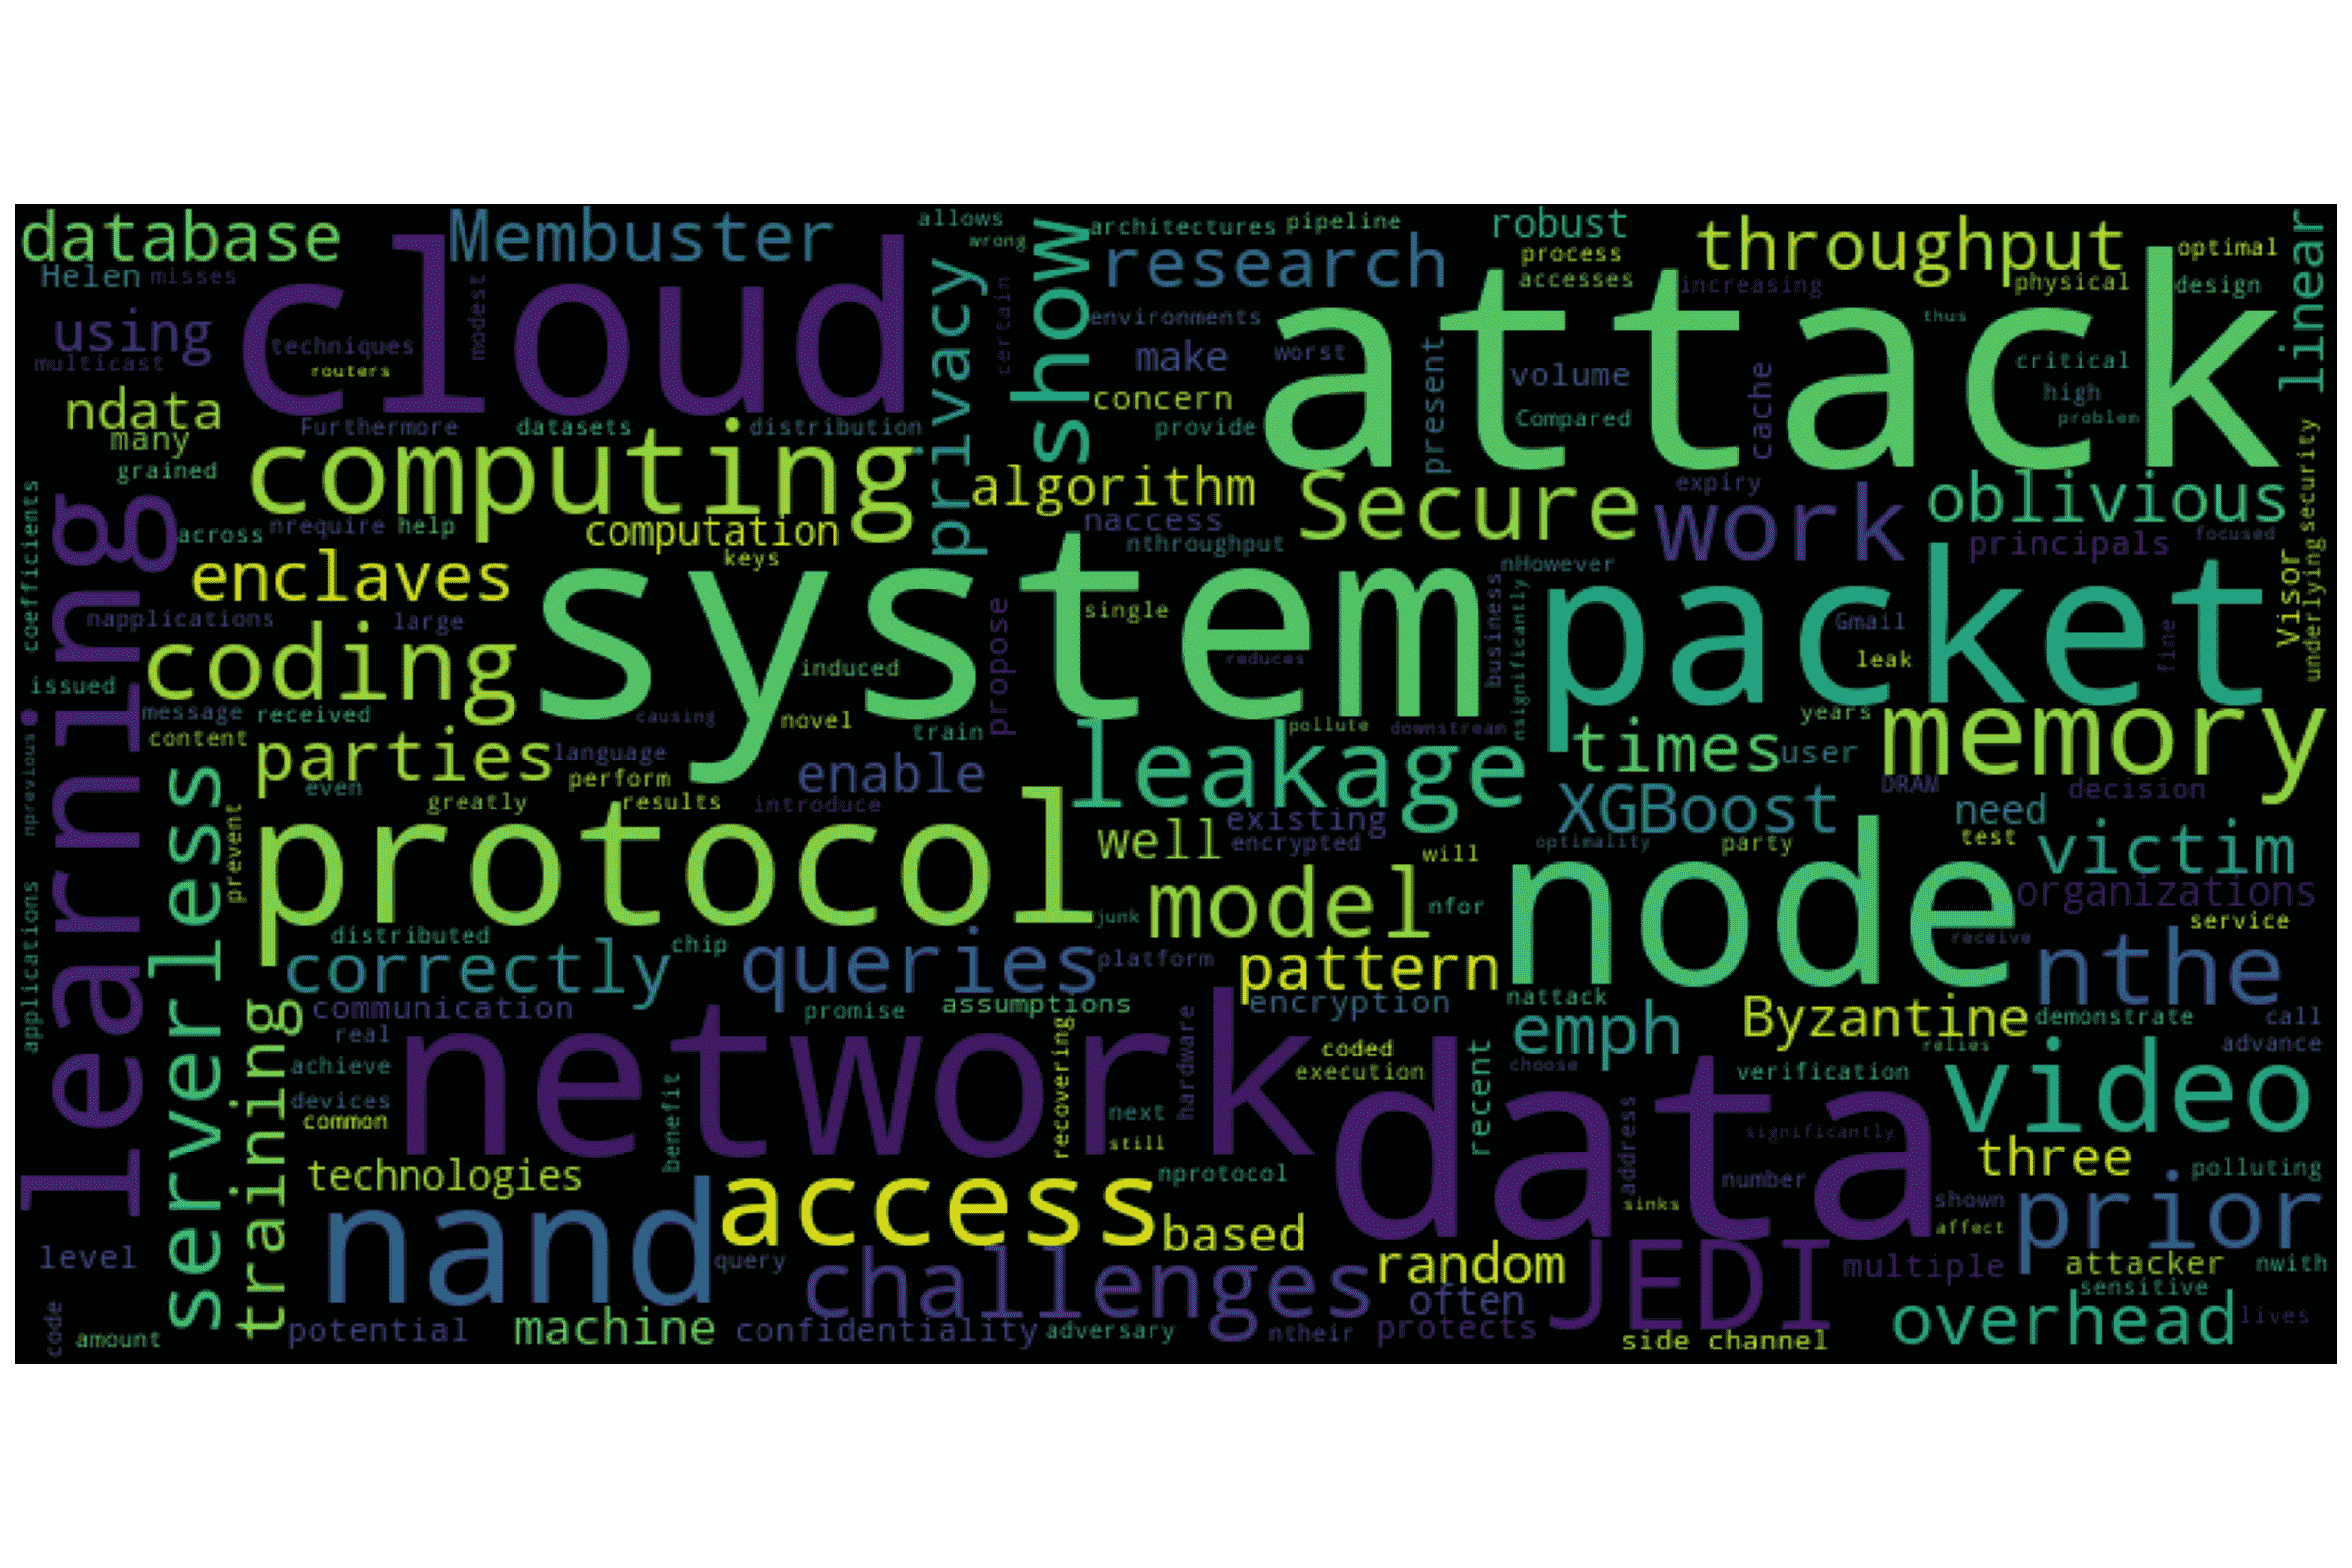 database
Membuster
allows
wrong
architectures
pipeline
robust
process
accesses
throughput
optimal
physical
design
linear
Helen
misses
cloud
modest
privacy
show
research
increasing
attack
using
multicast
techniques
routers
certain
environments
make
worst
thus
volume
critical
high
problem
concern
present
cache
Compared
provide
ndata
many
grained
Furthermore
datasets
distribution
computing
algorithm
Secure
expiry
work
oblivious
security
underlying
coefficients
learning
across
nrequire
help
computation
keys
naccess
nthroughput
principals
focused
nHowever
Visor
enclaves
system
packet
napplications
large
single
propose
business
nsignificantly
Gmail
leak
fine
coding
induced
reduces
issued
message
received
content
causing
novel
train
pollute
downstream
years
memory
nprevious
serverless
parties
language
perform
even
greatly
results
enable
introduce
leakage
times
user
DRAM
decision
prevent
protocol
existing
encrypted
well
will
XGBoost
optimality
party
need
test
victim
applications
model
nfor
node
organizations
service
receive
junk
distributed
correctly
chip
queries
platform
pattern
nthe
training
communication
promise
assumptions
encryption
nattack
emph
Byzantine
demonstrate
call
relies
advance
real
achieve
devices
common
network
recovering
hardware
coded
execution
recent
choose
verification
video
benefit
next
still
data
address
significantly
technologies
access
nprotocol
number
sinks
three
polluting
shown
affect
prior
level
nand
query
based
challenges
random
often
JEDI
multiple
attacker
nwith
sensitive
code
amount
potential
machine
confidentiality
adversary
ntheir
protects
side channel
overhead
lives